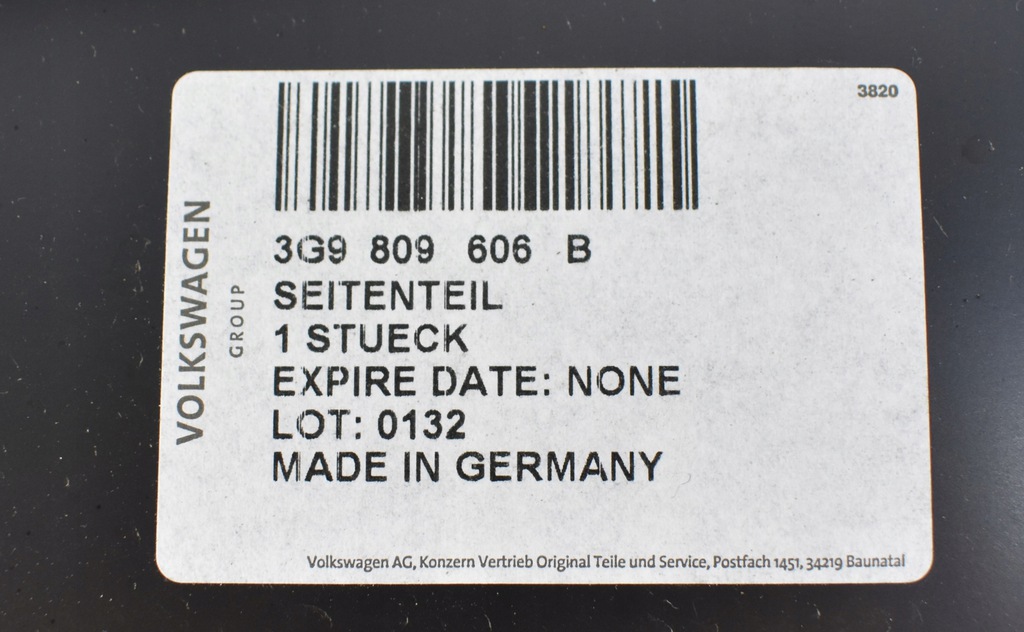 3820
3G9 809 606 B
SEITENTEIL
1 STUECK
EXPIRE DATE: NONE
LOT: 0132
MADE IN GERMANY
VOLKSWAGEN
GROUP
Volkswagen AG, Konzern Vertrieb Original Teile und Service, Postfach 1451, 34219 Baunatal